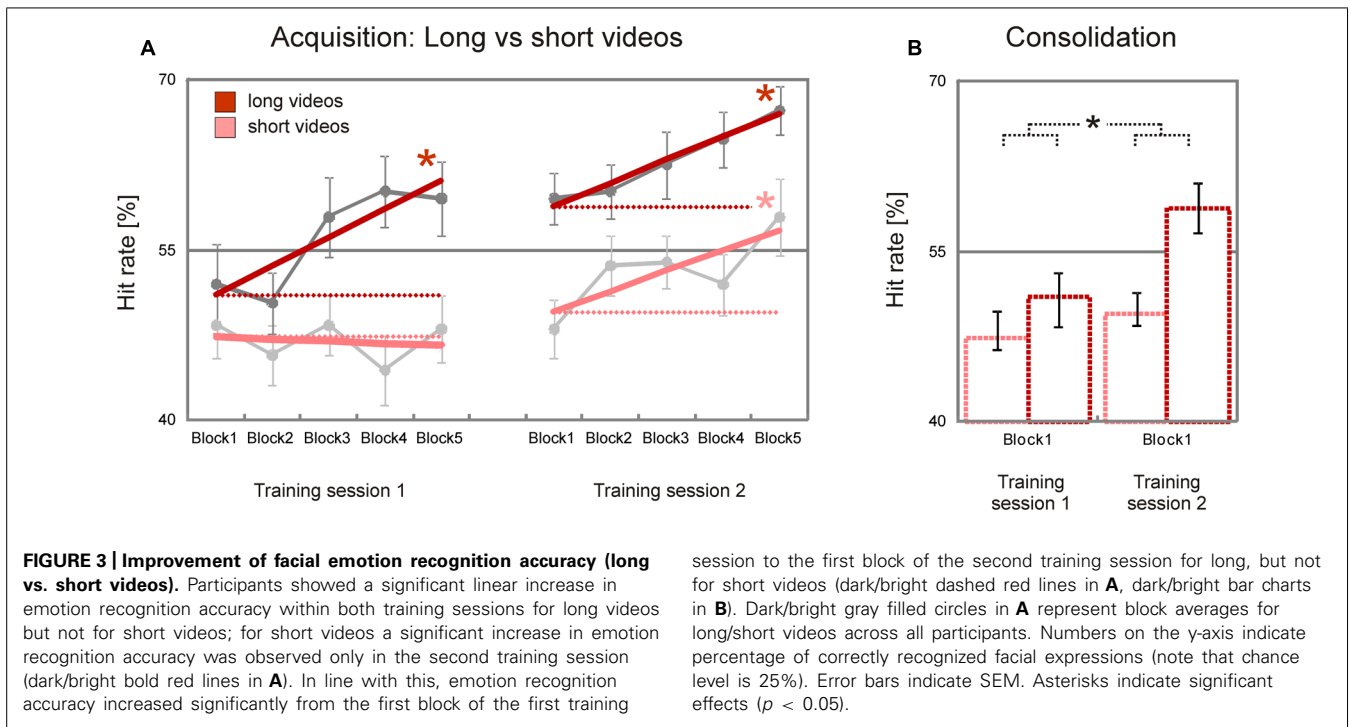 A
Acquisition: Long vs short videos
70
long videos
short videos
*
*
*
Hit rate [%]
55
40
Block1 Block2 Block3 Block4 Block5
Block1 Block2 Block3 Block4 Block5
Training session 1
Training session 2
B
Consolidation
70
*
Hit rate [%]
55
40
Block1
Block1
Training
session 1
Training
session 2
FIGURE 3 | Improvement of facial emotion recognition accuracy (long
vs. short videos). Participants showed a significant linear increase in
emotion recognition accuracy within both training sessions for long videos
but not for short videos; for short videos a significant increase in emotion
recognition accuracy was observed only in the second training session
(dark/bright bold red lines in A). In line with this, emotion recognition
accuracy increased significantly from the first block of the first training
session to the first block of the second training session for long, but not
for short videos (dark/bright dashed red lines in A, dark/bright bar charts
in B). Dark/bright gray filled circles in A represent block averages for
long/short videos across all participants. Numbers on the y-axis indicate
percentage of correctly recognized facial expressions (note that chance
level is 25%). Error bars indicate SEM. Asterisks indicate significant
effects (p < 0.05).